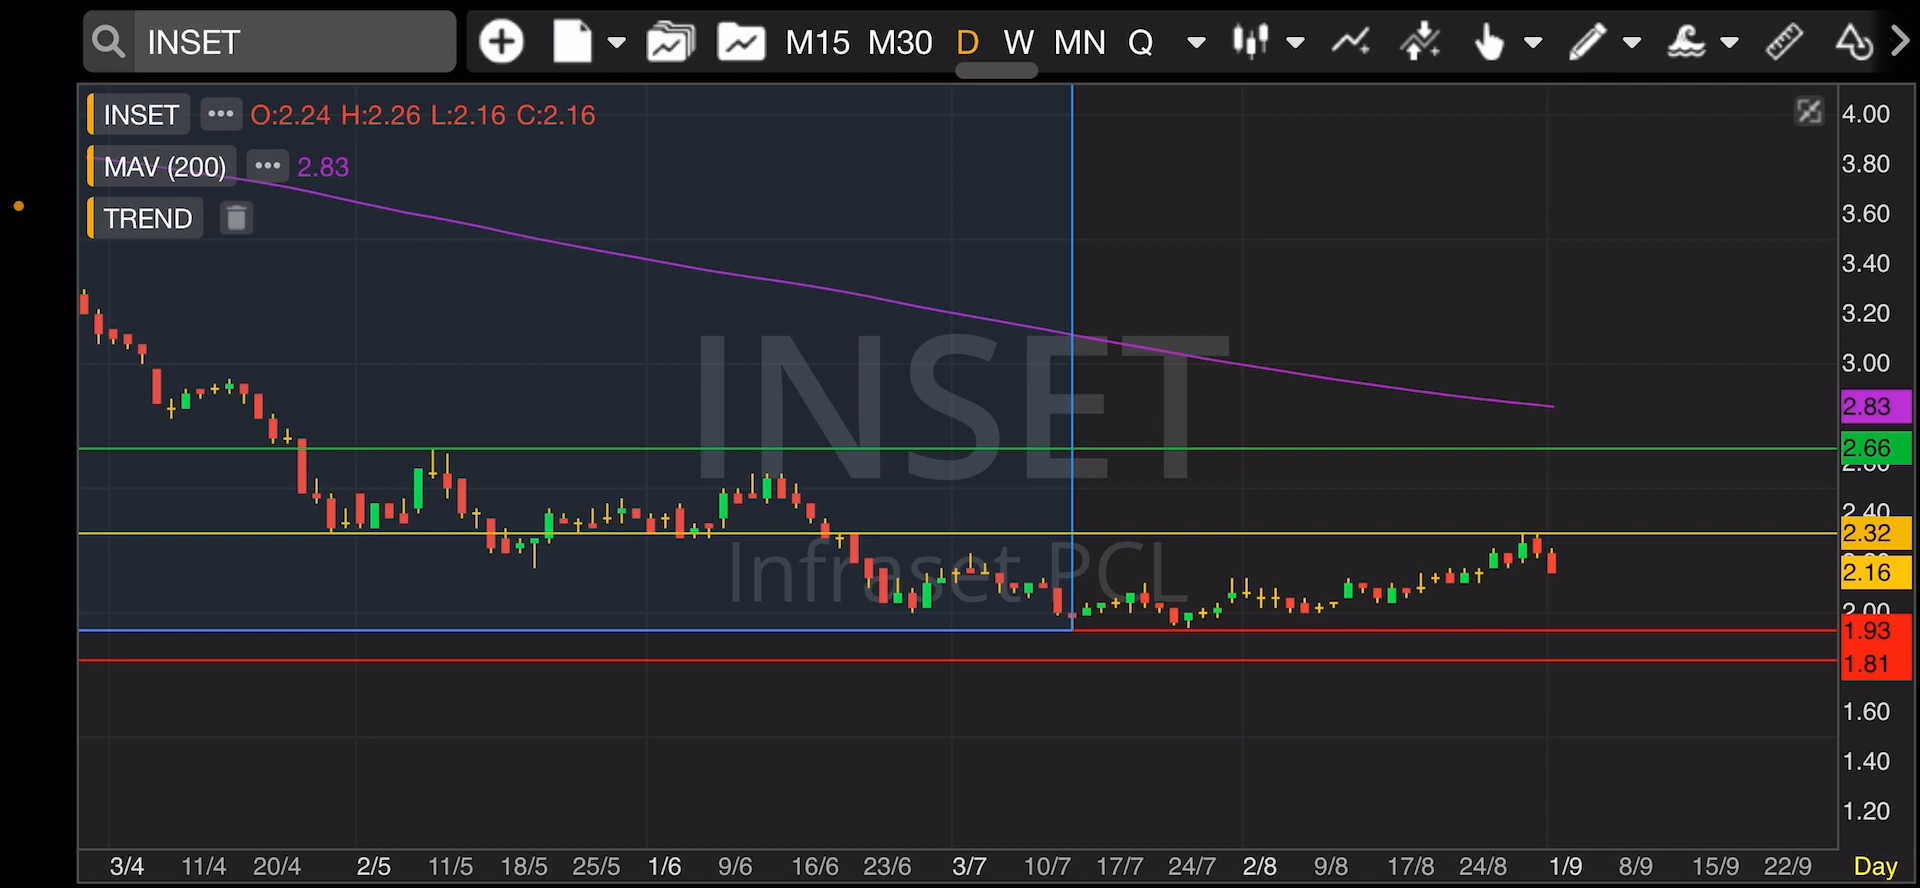 INSET M15 M30 D W MN Q
INSET ••• O:2.24 H:2.26 L:2.16 C:2.16
MAV (200) ••• 2.83
TREND
INSET
Infraset PCL
4.00
3.80
3.60
3.40
3.20
3.00
2.83
2.66
2.60
2.40
2.32
2.16
2.00
1.93
1.81
1.60
1.40
1.20
3/4 11/4 20/4 2/5 11/5 18/5 25/5 1/6 9/6 16/6 23/6 3/7 10/7 17/7 24/7 2/8 9/8 17/8 24/8 1/9 8/9 15/9 22/9 Day